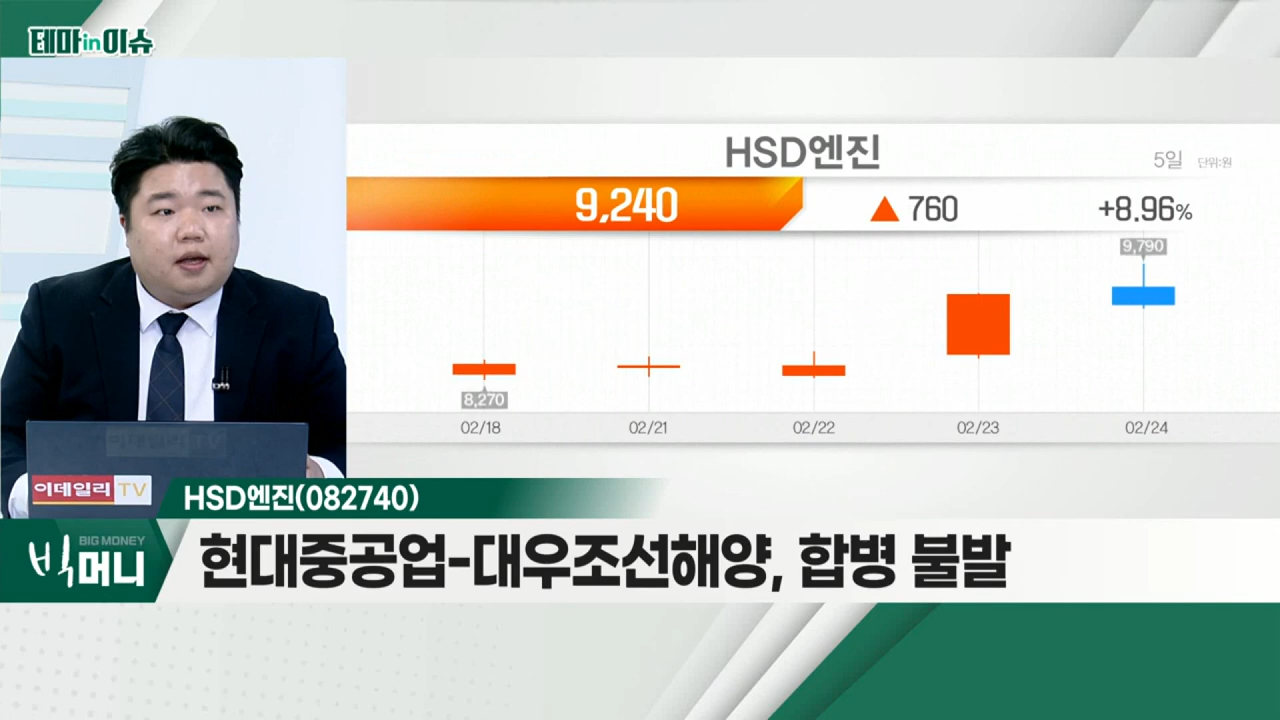 테마in이슈
HSD엔진
5일 단위:원
9,240 ▲ 760 +8.96%
9,790
8,270
02/18 02/21 02/22 02/23 02/24
이데일리TV
HSD엔진(082740)
BIG MONEY
빅머니
현대중공업-대우조선해양, 합병 불발